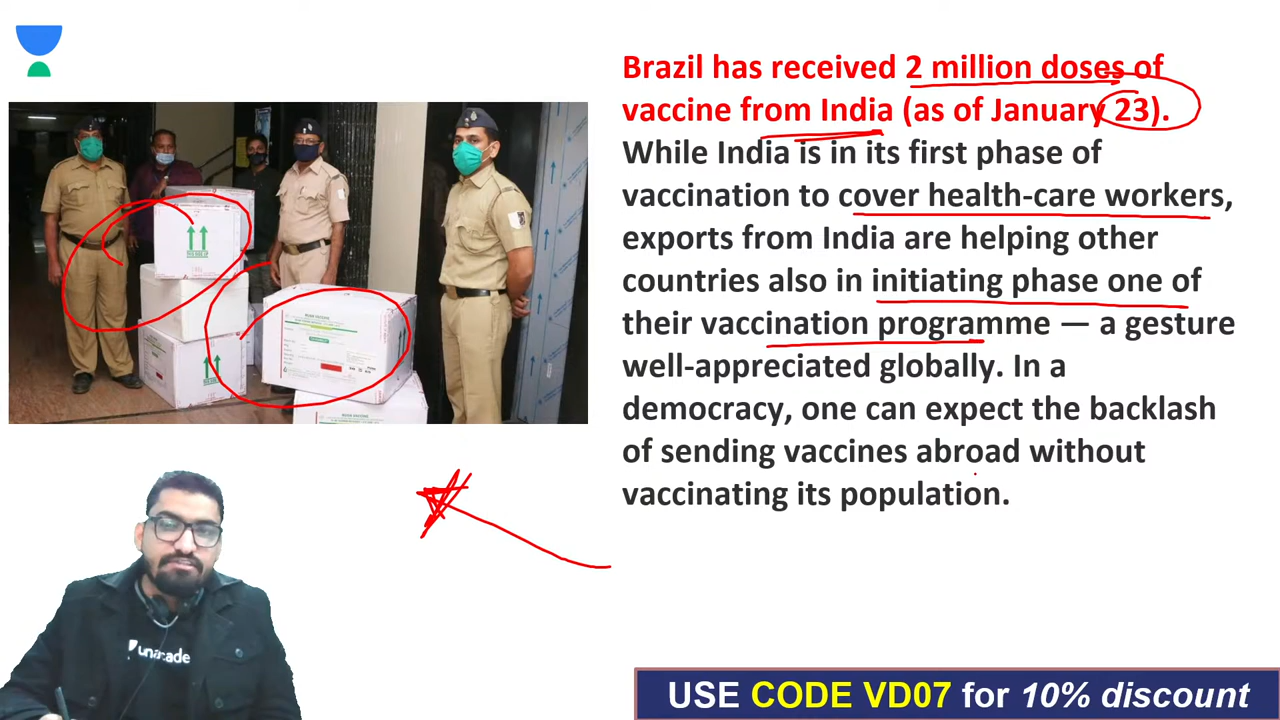 Brazil has received 2 million doses of
vaccine from India (as of January 23).
While India is in its first phase of
vaccination to cover health-care workers,
exports from India are helping other
countries also in initiating phase one of
their vaccination programme — a gesture
well-appreciated globally. In a
democracy, one can expect the backlash
of sending vaccines abroad without
vaccinating its population.
unacademy
USE CODE VD07 for 10% discount